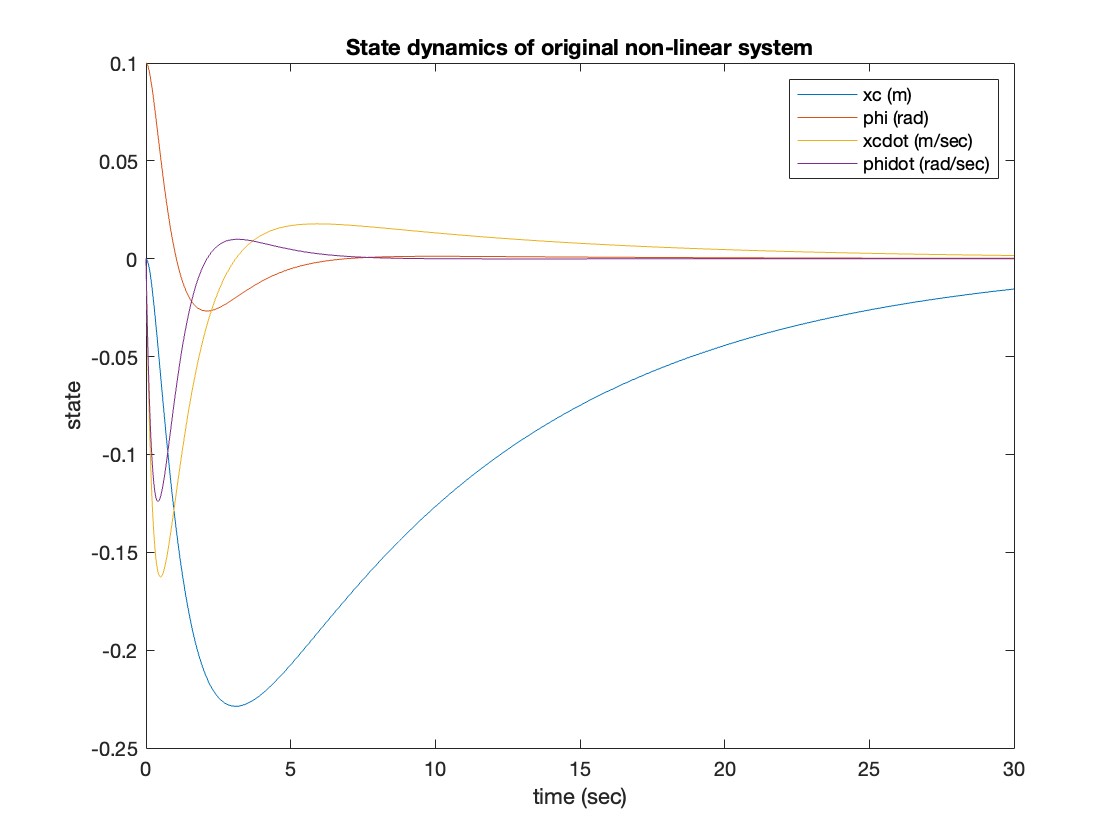 State dynamics of original non-linear system
0.1
0.05
0
-0.05
-0.1
-0.15
-0.2
-0.25
state
xc (m)
phi (rad)
xcdot (m/sec)
phidot (rad/sec)
0 5 10 15 20 25 30
time (sec)